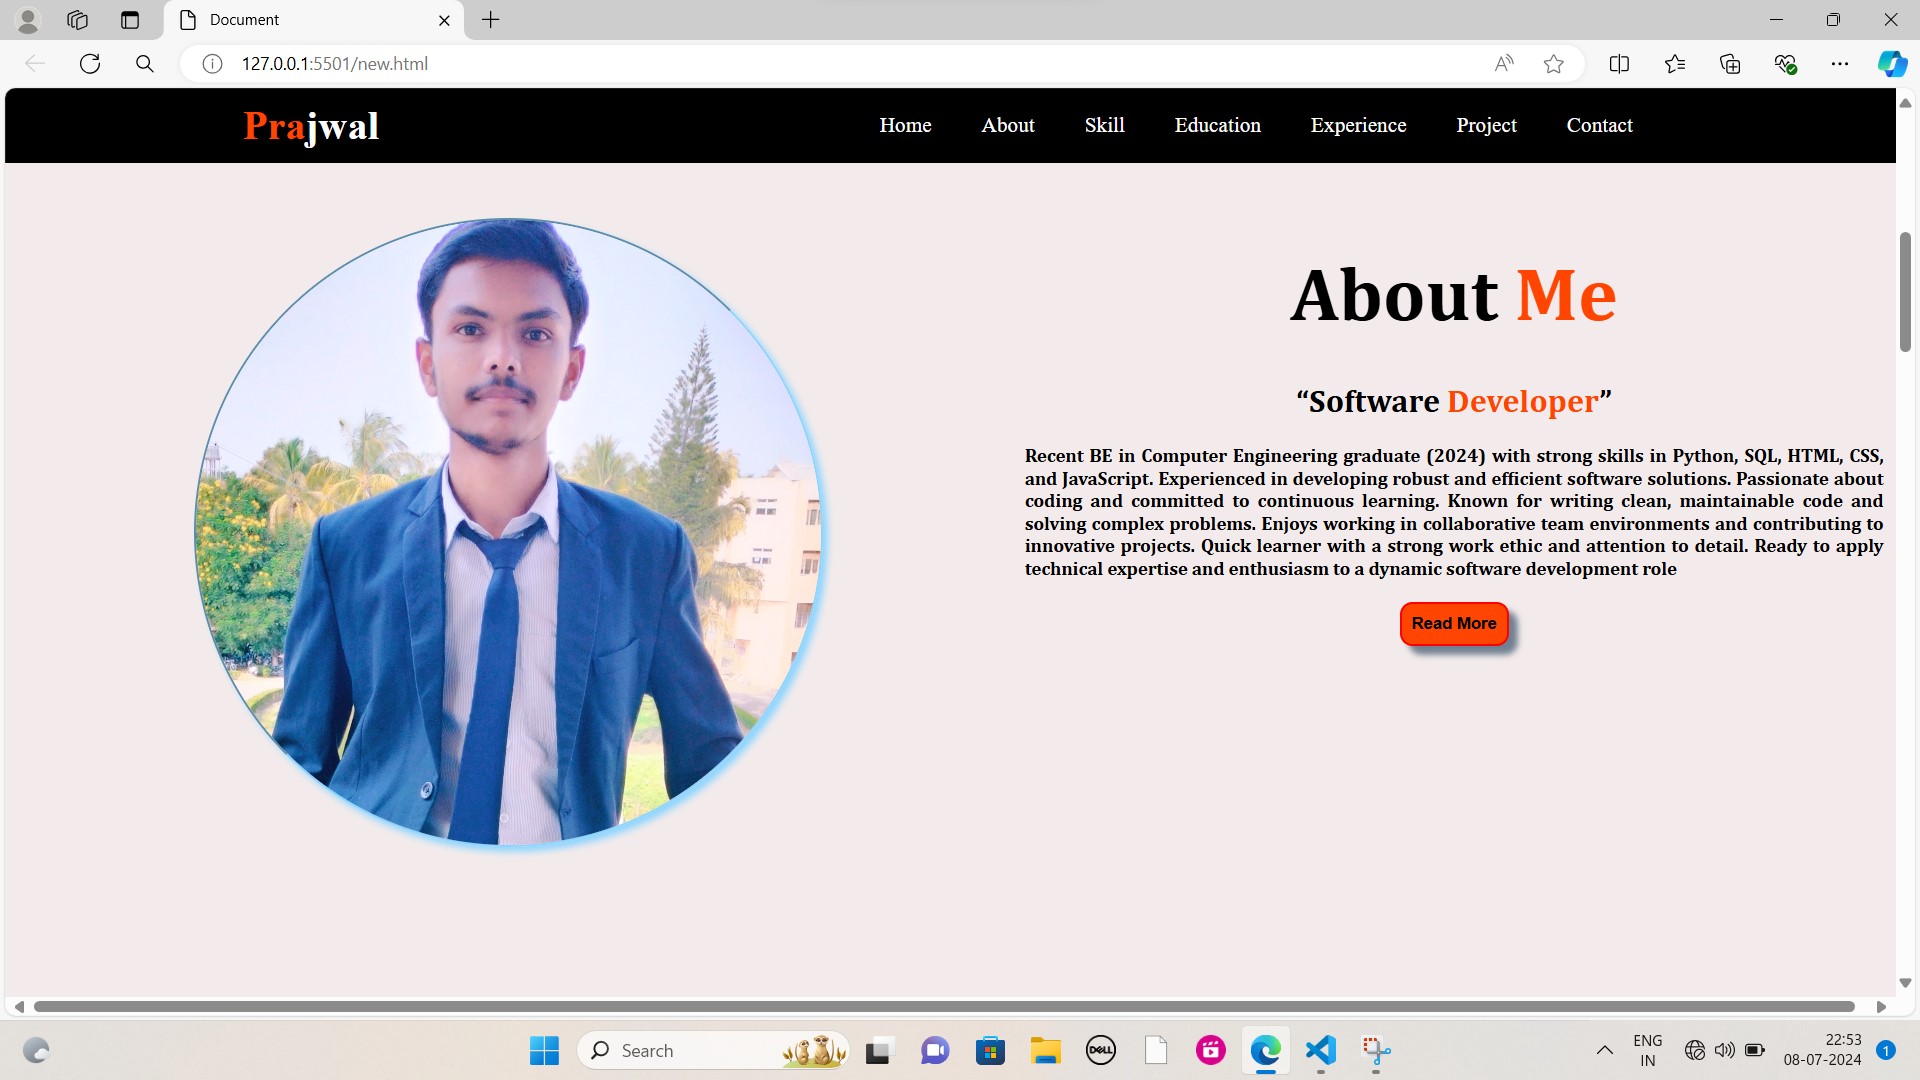 Document
127.0.0.1:5501/new.html
Prajwal
Home About Skill Education Experience Project Contact
About Me
“Software Developer”
Recent BE in Computer Engineering graduate (2024) with strong skills in Python, SQL, HTML, CSS,
and JavaScript. Experienced in developing robust and efficient software solutions. Passionate about
coding and committed to continuous learning. Known for writing clean, maintainable code and
solving complex problems. Enjoys working in collaborative team environments and contributing to
innovative projects. Quick learner with a strong work ethic and attention to detail. Ready to apply
technical expertise and enthusiasm to a dynamic software development role
Read More
Search
DELL
ENG
IN
22:53
08-07-2024
1